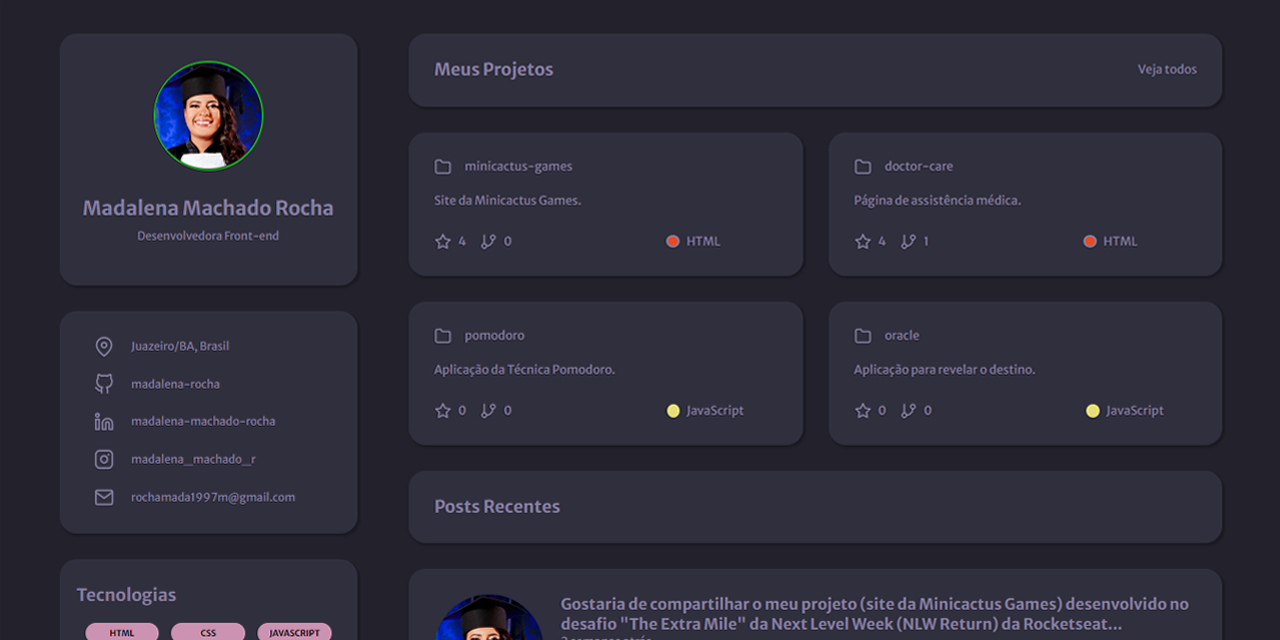 Madalena Machado Rocha
Desenvolvedora Front-end
Juazeiro/BA, Brasil
madalena-rocha
madalena-machado-rocha
madalena_machado_r
rochamada1997m@gmail.com
Tecnologias
HTML CSS JAVASCRIPT
Meus Projetos
Veja todos
minicactus-games
Site da Minicactus Games.
4 0 HTML
doctor-care
Página de assistência médica.
4 1 HTML
pomodoro
Aplicação da Técnica Pomodoro.
0 0 JavaScript
oracle
Aplicação para revelar o destino.
0 0 JavaScript
Posts Recentes
Gostaria de compartilhar o meu projeto (site da Minicactus Games) desenvolvido no
desafio "The Extra Mile" da Next Level Week (NLW Return) da Rocketseat...